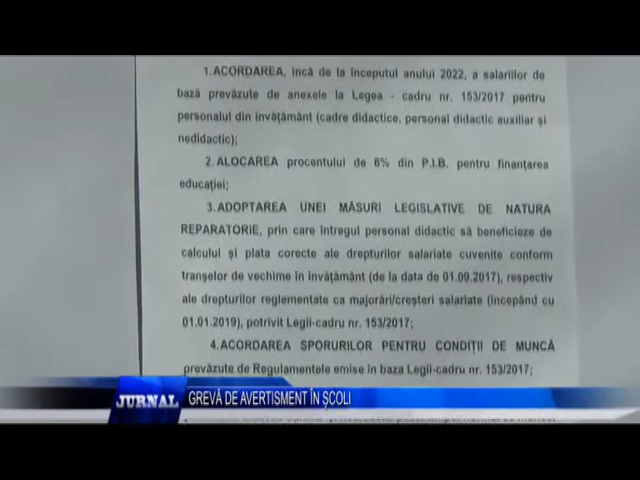 1.ACORDAREA, încă de la începutul anului 2022, a salariilor de
bază prevăzute de anexele la Legea - cadru nr. 153/2017 pentru
personalul din învățământ (cadre didactice, personal didactic auxiliar și
nedidactic);
2. ALOCAREA procentului de 6% din P.I.B. pentru finanțarea
educației;
3.ADOPTAREA UNEI MĂSURI LEGISLATIVE DE NATURA
REPARATORIE, prin care întregul personal didactic să beneficieze de
calculul și plata corecte ale drepturilor salariate cuvenite conform
tranșelor de vechime în învățământ (de la data de 01.09.2017), respectiv
ale drepturilor reglementate ca majorări/creșteri salariate (începând cu
01.01.2019), potrivit Legii-cadru nr. 153/2017;
4.ACORDAREA SPORURILOR PENTRU CONDIȚII DE MUNCĂ
prevăzute de Regulamentele emise în baza Legii-cadru nr. 153/2017;
JURNAL GREVĂ DE AVERTISMENT ÎN ȘCOLI